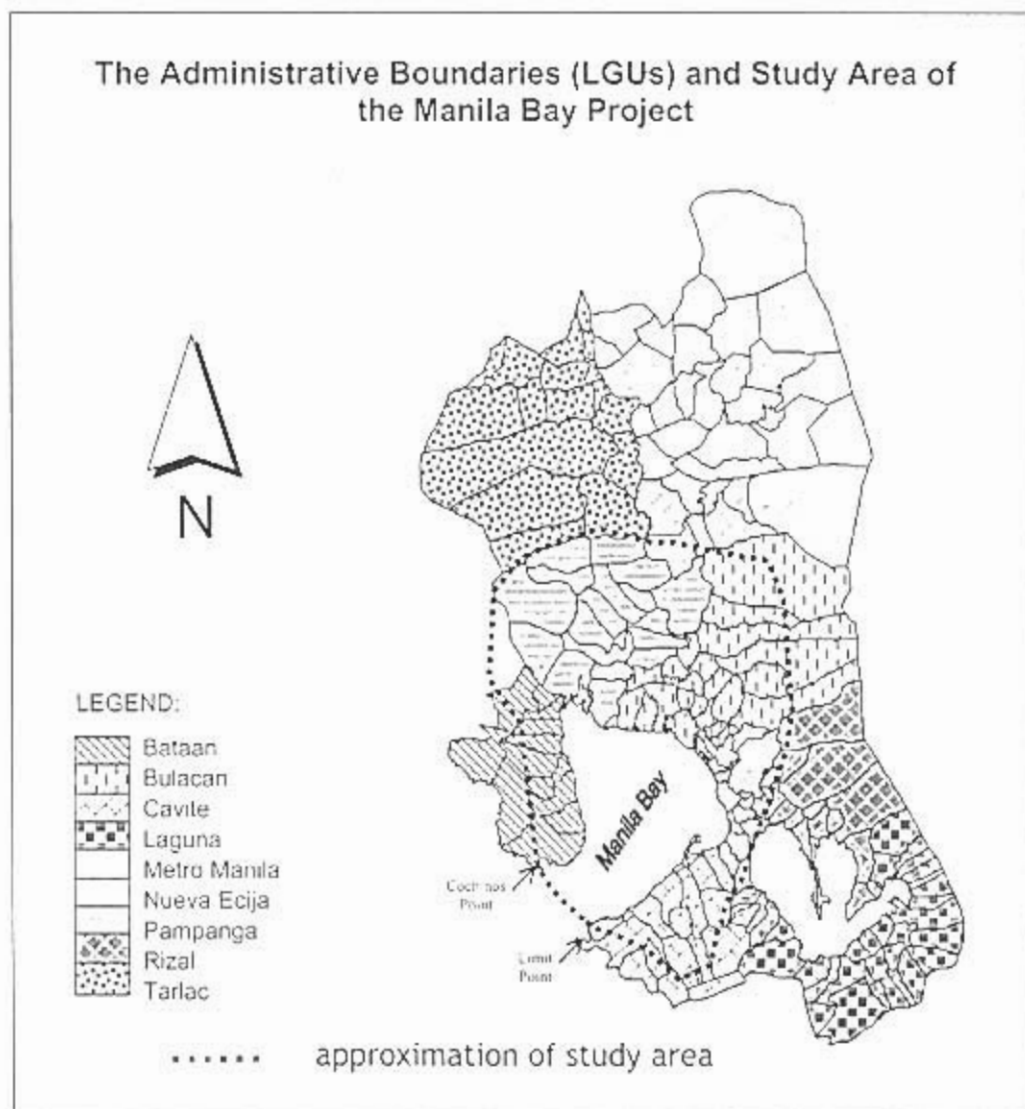 The Administrative Boundaries (LGUs) and Study Area of
the Manila Bay Project
N
Manila Bay
LEGEND:
Bataan
Bulacan
Cavite
Laguna
Metro Manila
Nueva Ecija
Pampanga
Rizal
Tarlac
Point
Limit
Point
approximation of study area